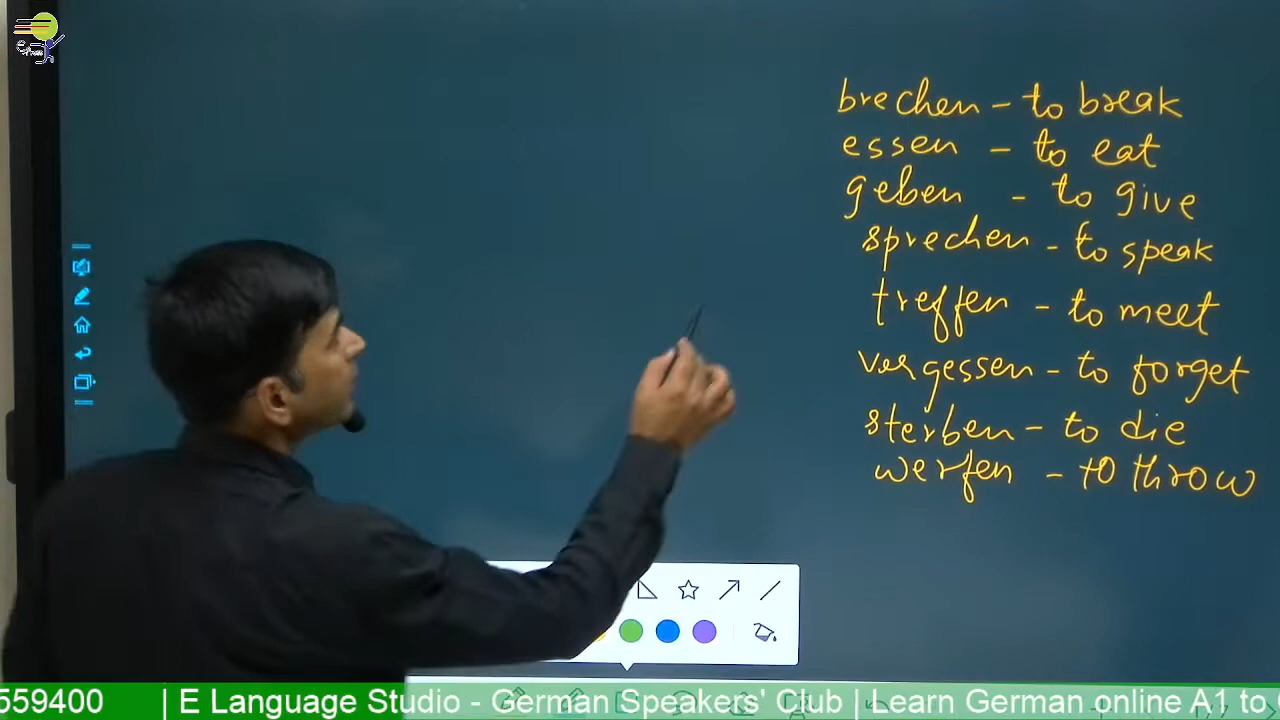 brechen - to break
essen - to eat
geben - to give
sprechen - to speak
treffen - to meet
vergessen - to forget
sterben - to die
werfen - to throw
559400 | E Language Studio - German Speakers' Club | Learn German online A1 to